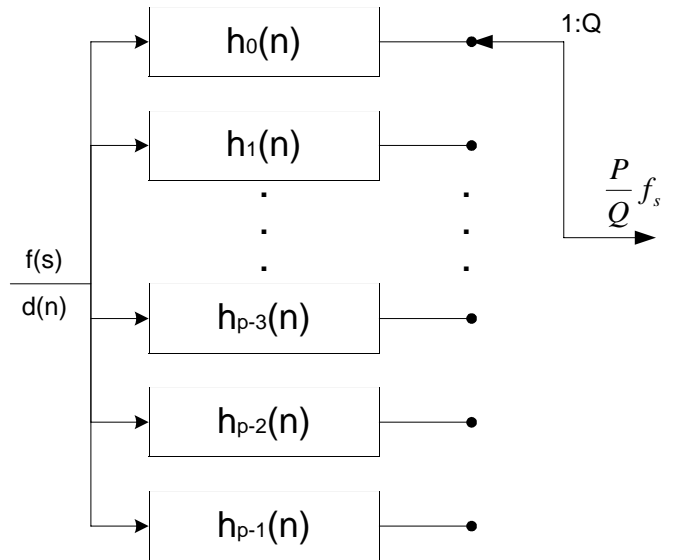 h0(n)
1:Q
h1(n)
P/Q fs
f(s)
d(n)
hp-3(n)
hp-2(n)
hp-1(n)